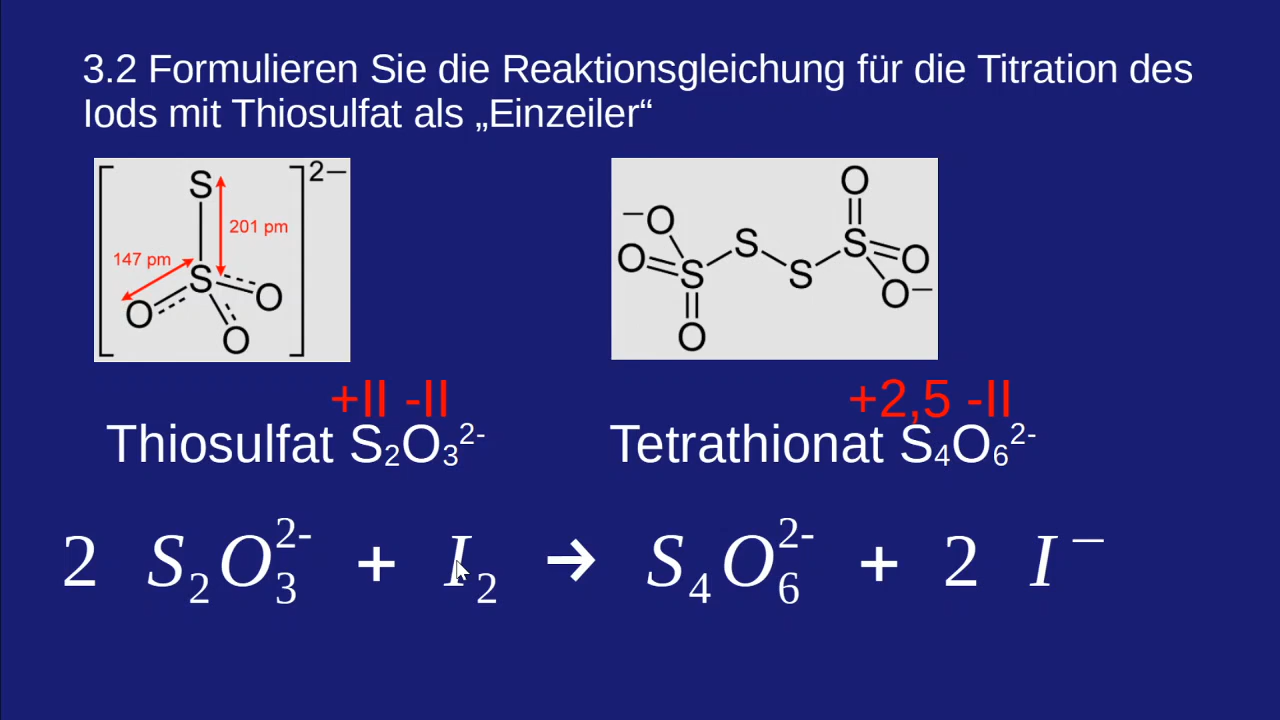 3.2 Formulieren Sie die Reaktionsgleichung für die Titration des
Iods mit Thiosulfat als „Einzeiler“
S
2−
201 pm
147 pm
S
O
O
O
O
−O
O
S
S
S
S
O
O−
O
+II -II
+2,5 -II
Thiosulfat S₂O₃²⁻
Tetrathionat S₄O₆²⁻
2 S₂O₃²⁻ + I₂ → S₄O₆²⁻ + 2 I⁻